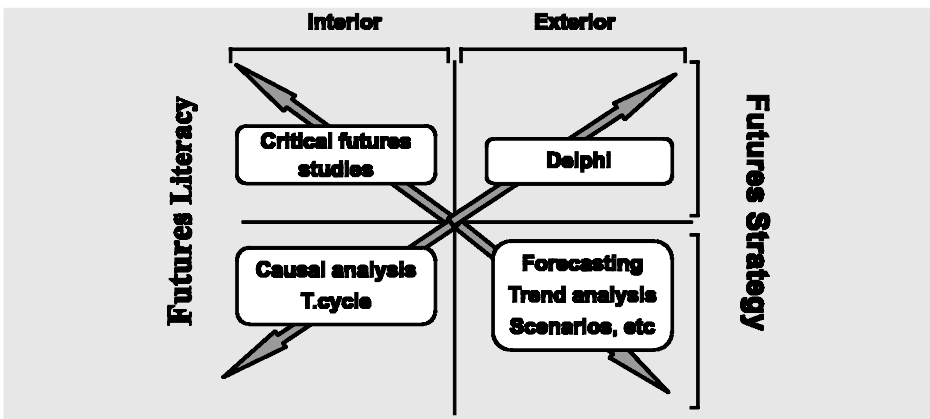 Interior
Exterior
Futures Literacy
Critical futures
studies
Delphi
Futures Strategy
Causal analysis
T.cycle
Forecasting
Trend analysis
Scenarios, etc